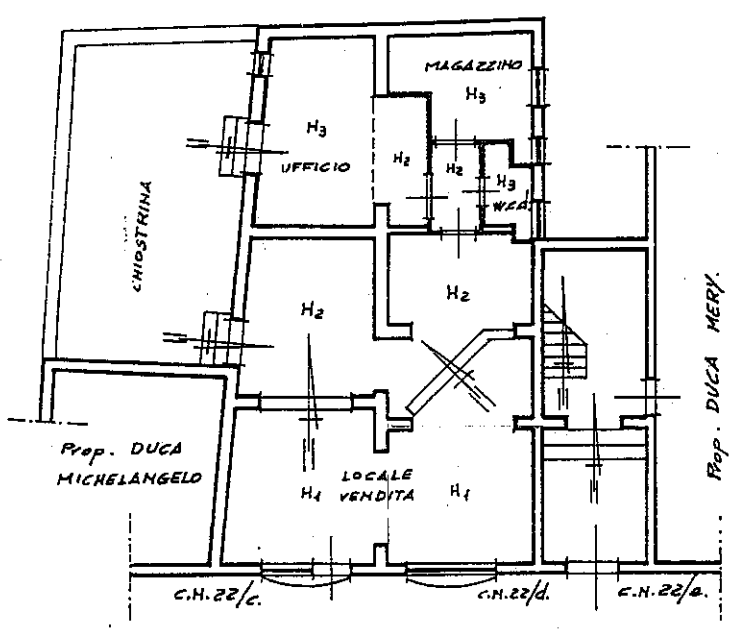 MAGAZZINO
H3
H3
UFFICIO
H2
H2
H3
W.C.
CHIOSTRINA
H2
H2
Prop. DUCA MERY.
Prop. DUCA
MICHELANGELO
LOCALE
VENDITA
H1
H1
C.N. 22/c.
C.N. 22/d.
C.N. 22/e.